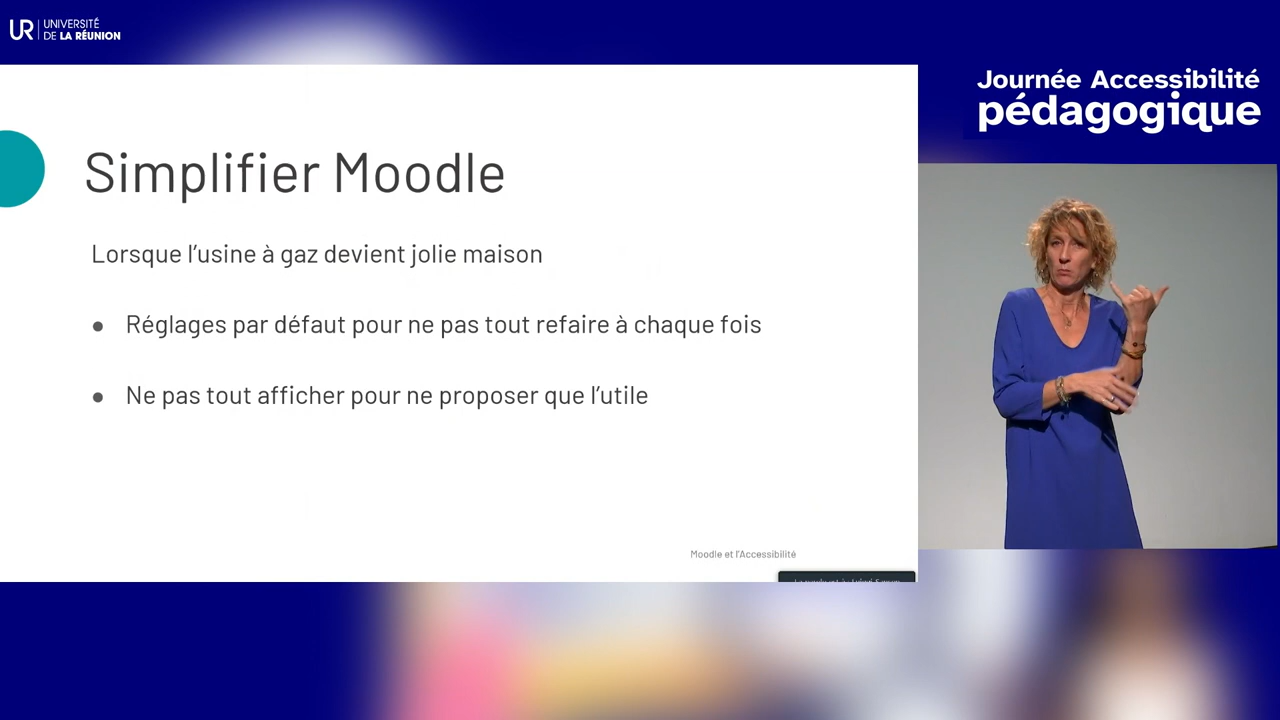 UR UNIVERSITÉ
DE LA RÉUNION
Journée Accessibilité
pédagogique
Simplifier Moodle
Lorsque l’usine à gaz devient jolie maison
● Réglages par défaut pour ne pas tout refaire à chaque fois
● Ne pas tout afficher pour ne proposer que l’utile
Moodle et l’Accessibilité